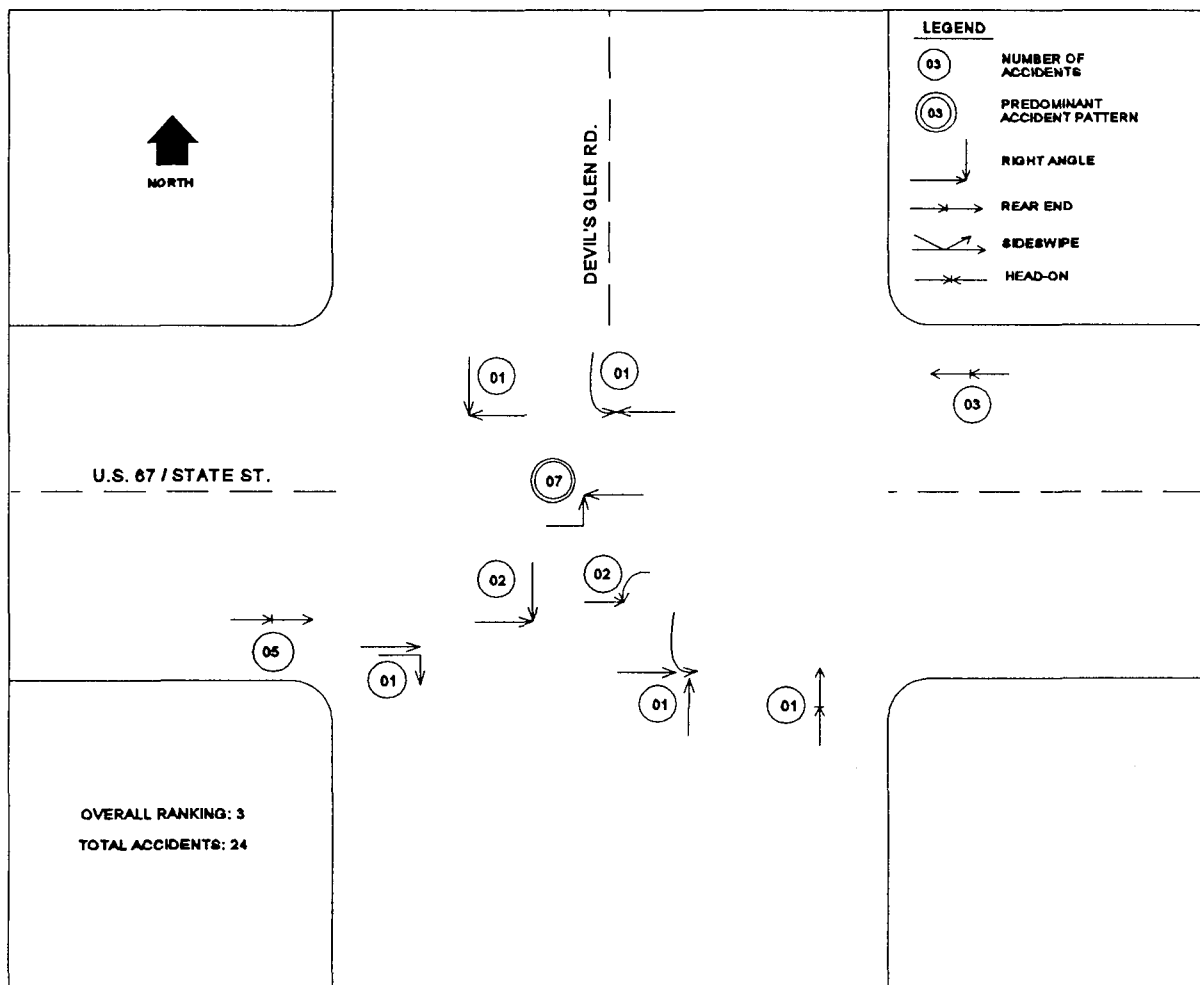 LEGEND
03
NUMBER OF
ACCIDENTS
03
PREDOMINANT
ACCIDENT PATTERN
RIGHT ANGLE
REAR END
SIDESWIPE
HEAD-ON
NORTH
DEVIL'S GLEN RD.
01
01
03
U.S. 67 / STATE ST.
07
02
02
05
01
01
01
OVERALL RANKING: 3
TOTAL ACCIDENTS: 24